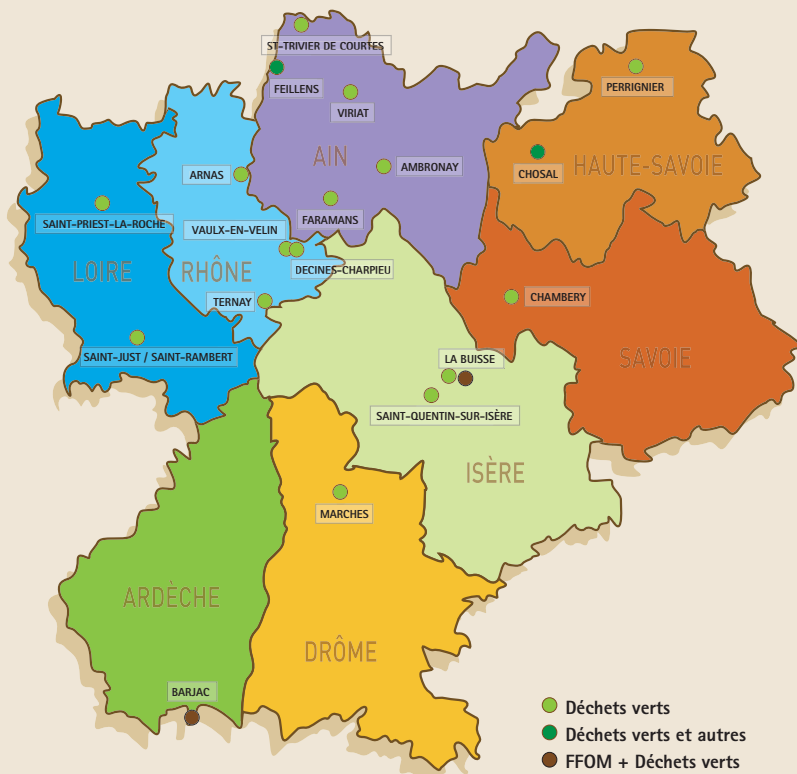 ST-TRIVIER DE COURTES
FEILLENS
VIRIAT
PERRIGNIER
AIN
AMBRONAY
CHOSAL
HAUTE-SAVOIE
ARNAS
FARAMANS
SAINT-PRIEST-LA-ROCHE
VAULX-EN-VELIN
LOIRE
RHÔNE
DECINES-CHARPIEU
TERNAY
CHAMBERY
SAINT-JUST / SAINT-RAMBERT
LA BUISSE
SAVOIE
SAINT-QUENTIN-SUR-ISÈRE
ISÈRE
MARCHES
ARDÈCHE
DRÔME
BARJAC
Déchets verts
Déchets verts et autres
FFOM + Déchets verts